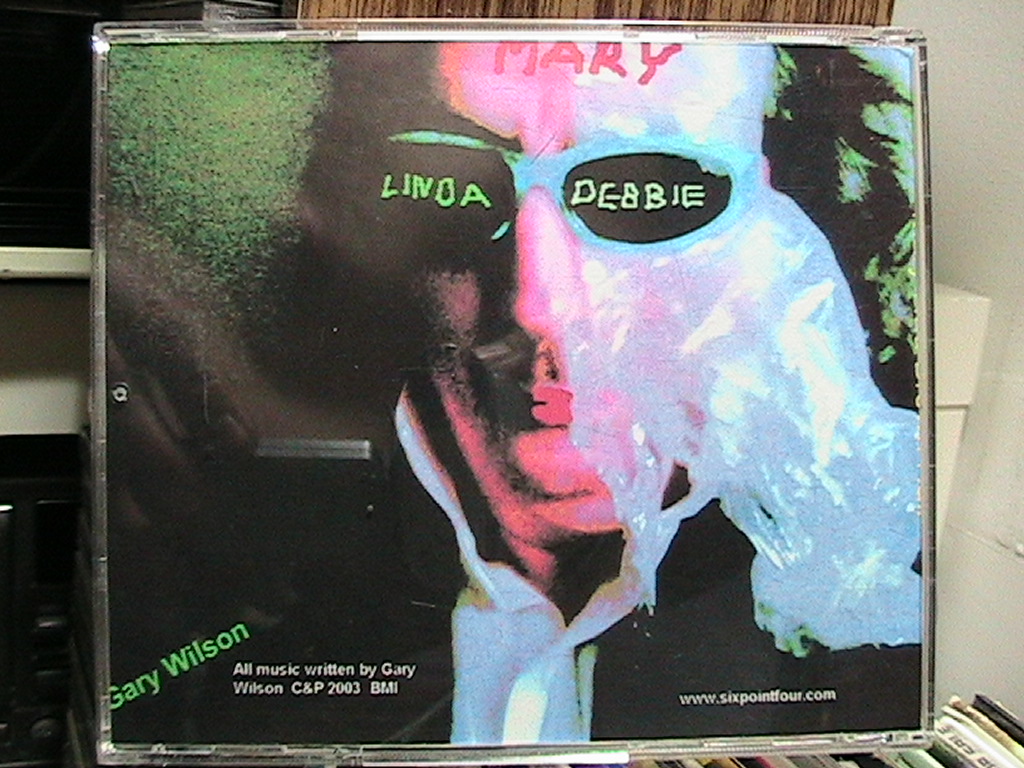 MARY
LINDA
DEBBIE
Gary Wilson
All music written by Gary
Wilson C&P 2003 BMI
www.sixpointfour.com